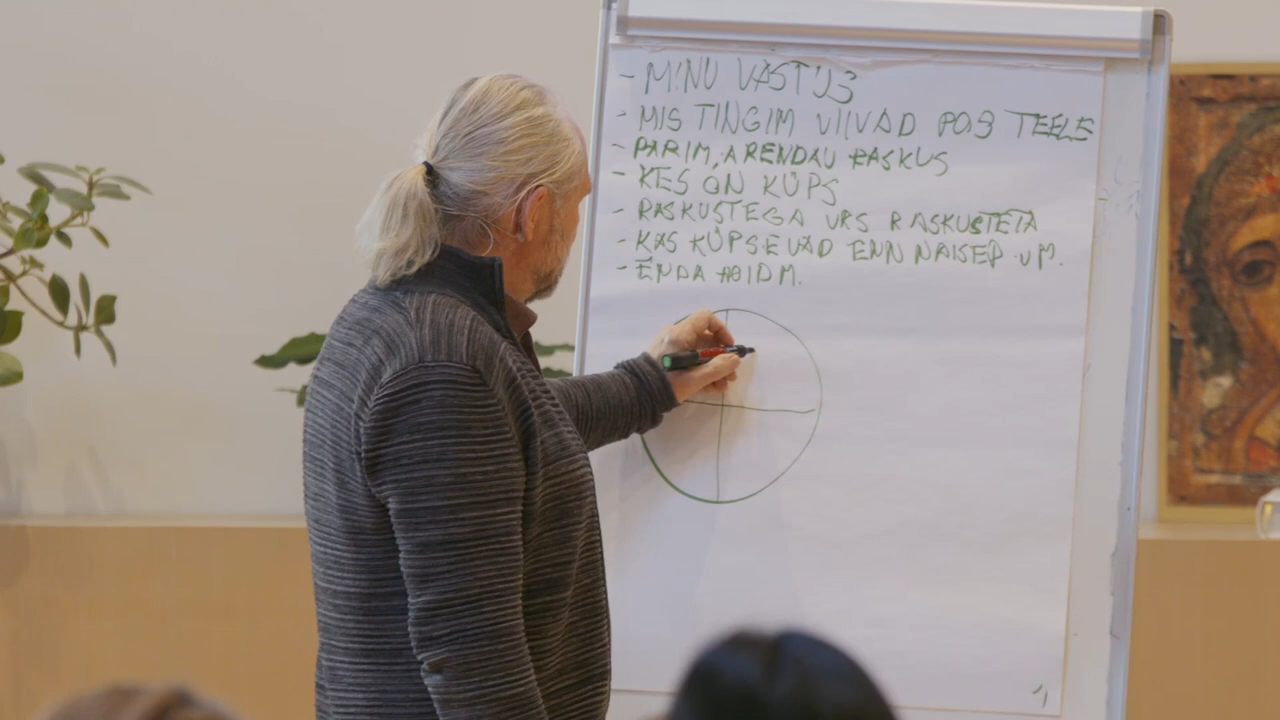 - MINU VASTUS
- MIS TINGIM VIIVAD POS TEELE
- PARIM, ARENDAV RASKUS
- KES ON KÜPS
- RASKUSTEGA VRS RASKUSTETA
- KAS KÜPSEVAD ENN NAISED VM.
- ENDA HOIDM.